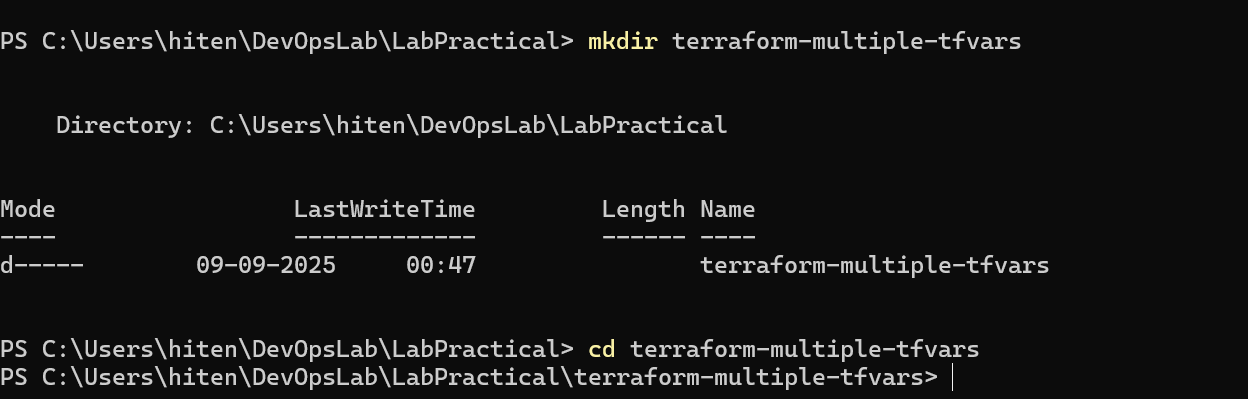 PS C:\Users\hiten\DevOpsLab\LabPractical> mkdir terraform-multiple-tfvars
    Directory: C:\Users\hiten\DevOpsLab\LabPractical
Mode                 LastWriteTime         Length Name
----                 -------------         ------ ----
d-----        09-09-2025     00:47                terraform-multiple-tfvars
PS C:\Users\hiten\DevOpsLab\LabPractical> cd terraform-multiple-tfvars
PS C:\Users\hiten\DevOpsLab\LabPractical\terraform-multiple-tfvars>